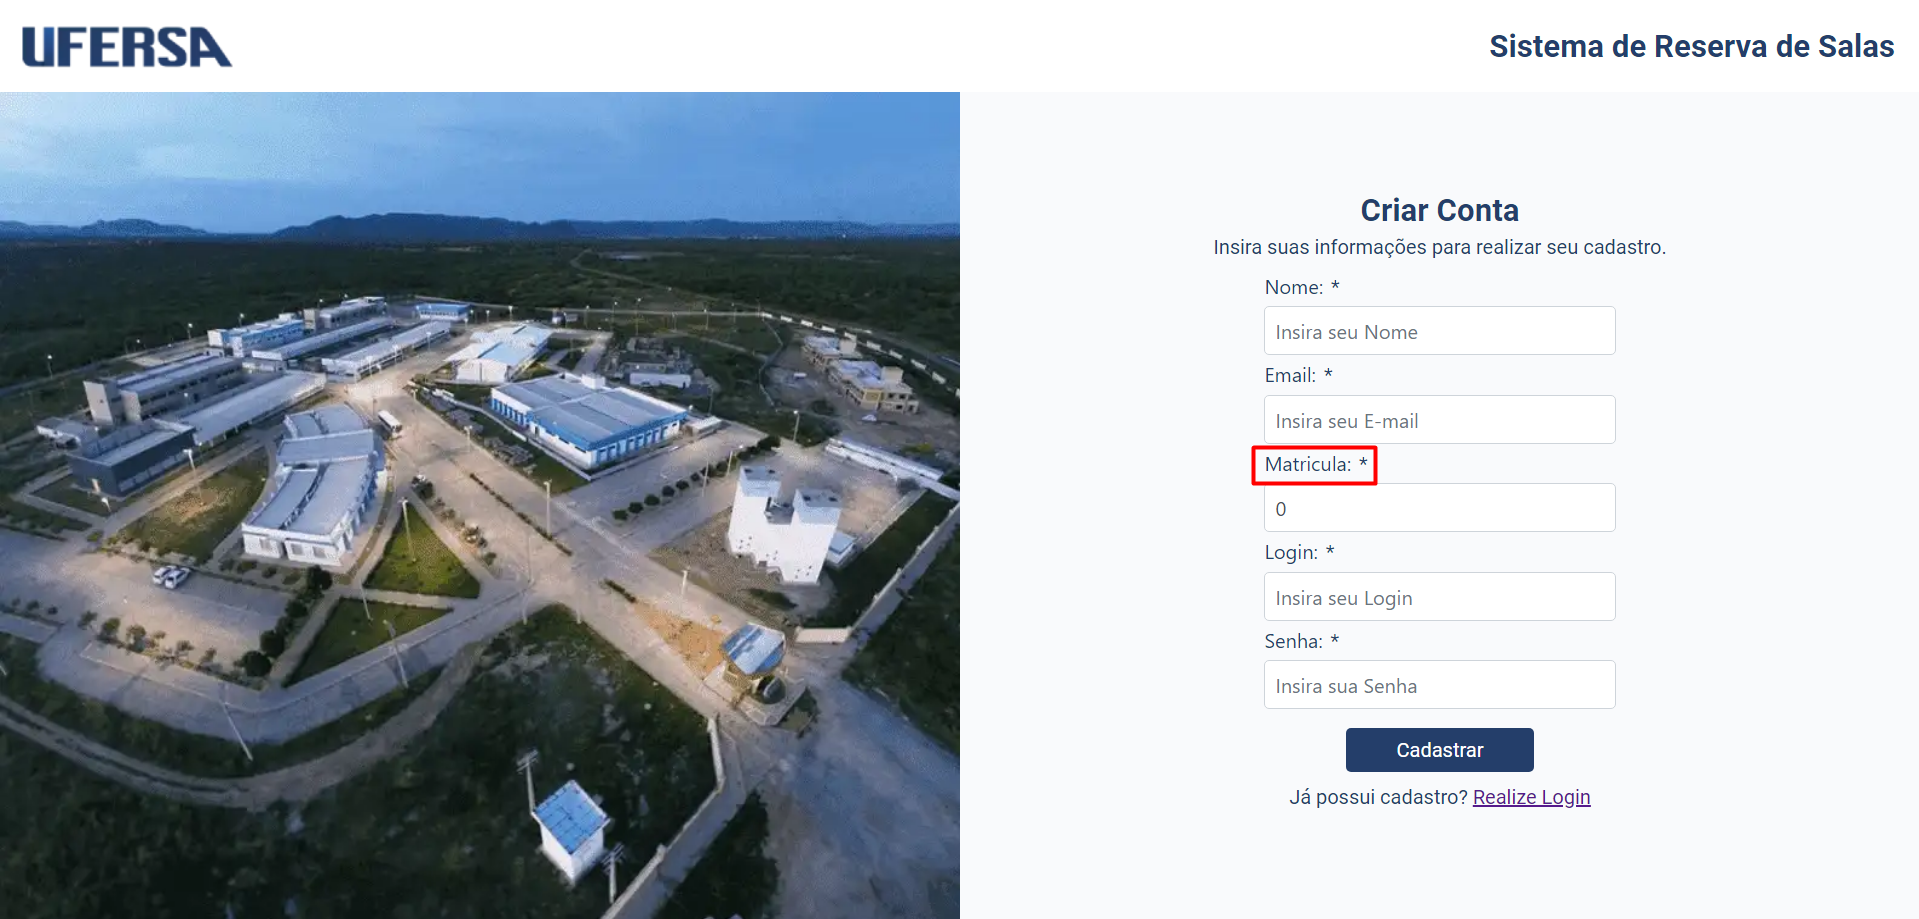 UFERSA
Sistema de Reserva de Salas
Criar Conta
Insira suas informações para realizar seu cadastro.
Nome: *
Insira seu Nome
Email: *
Insira seu E-mail
Matricula: *
0
Login: *
Insira seu Login
Senha: *
Insira sua Senha
Cadastrar
Já possui cadastro? Realize Login